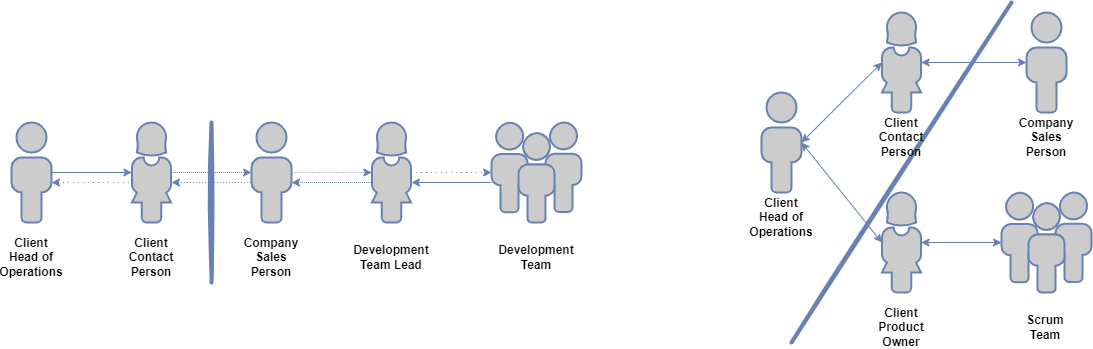 Client
Head of
Operations
Client
Contact
Person
Company
Sales
Person
Development
Team Lead
Development
Team
Client
Head of
Operations
Client
Contact
Person
Company
Sales
Person
Client
Product
Owner
Scrum
Team